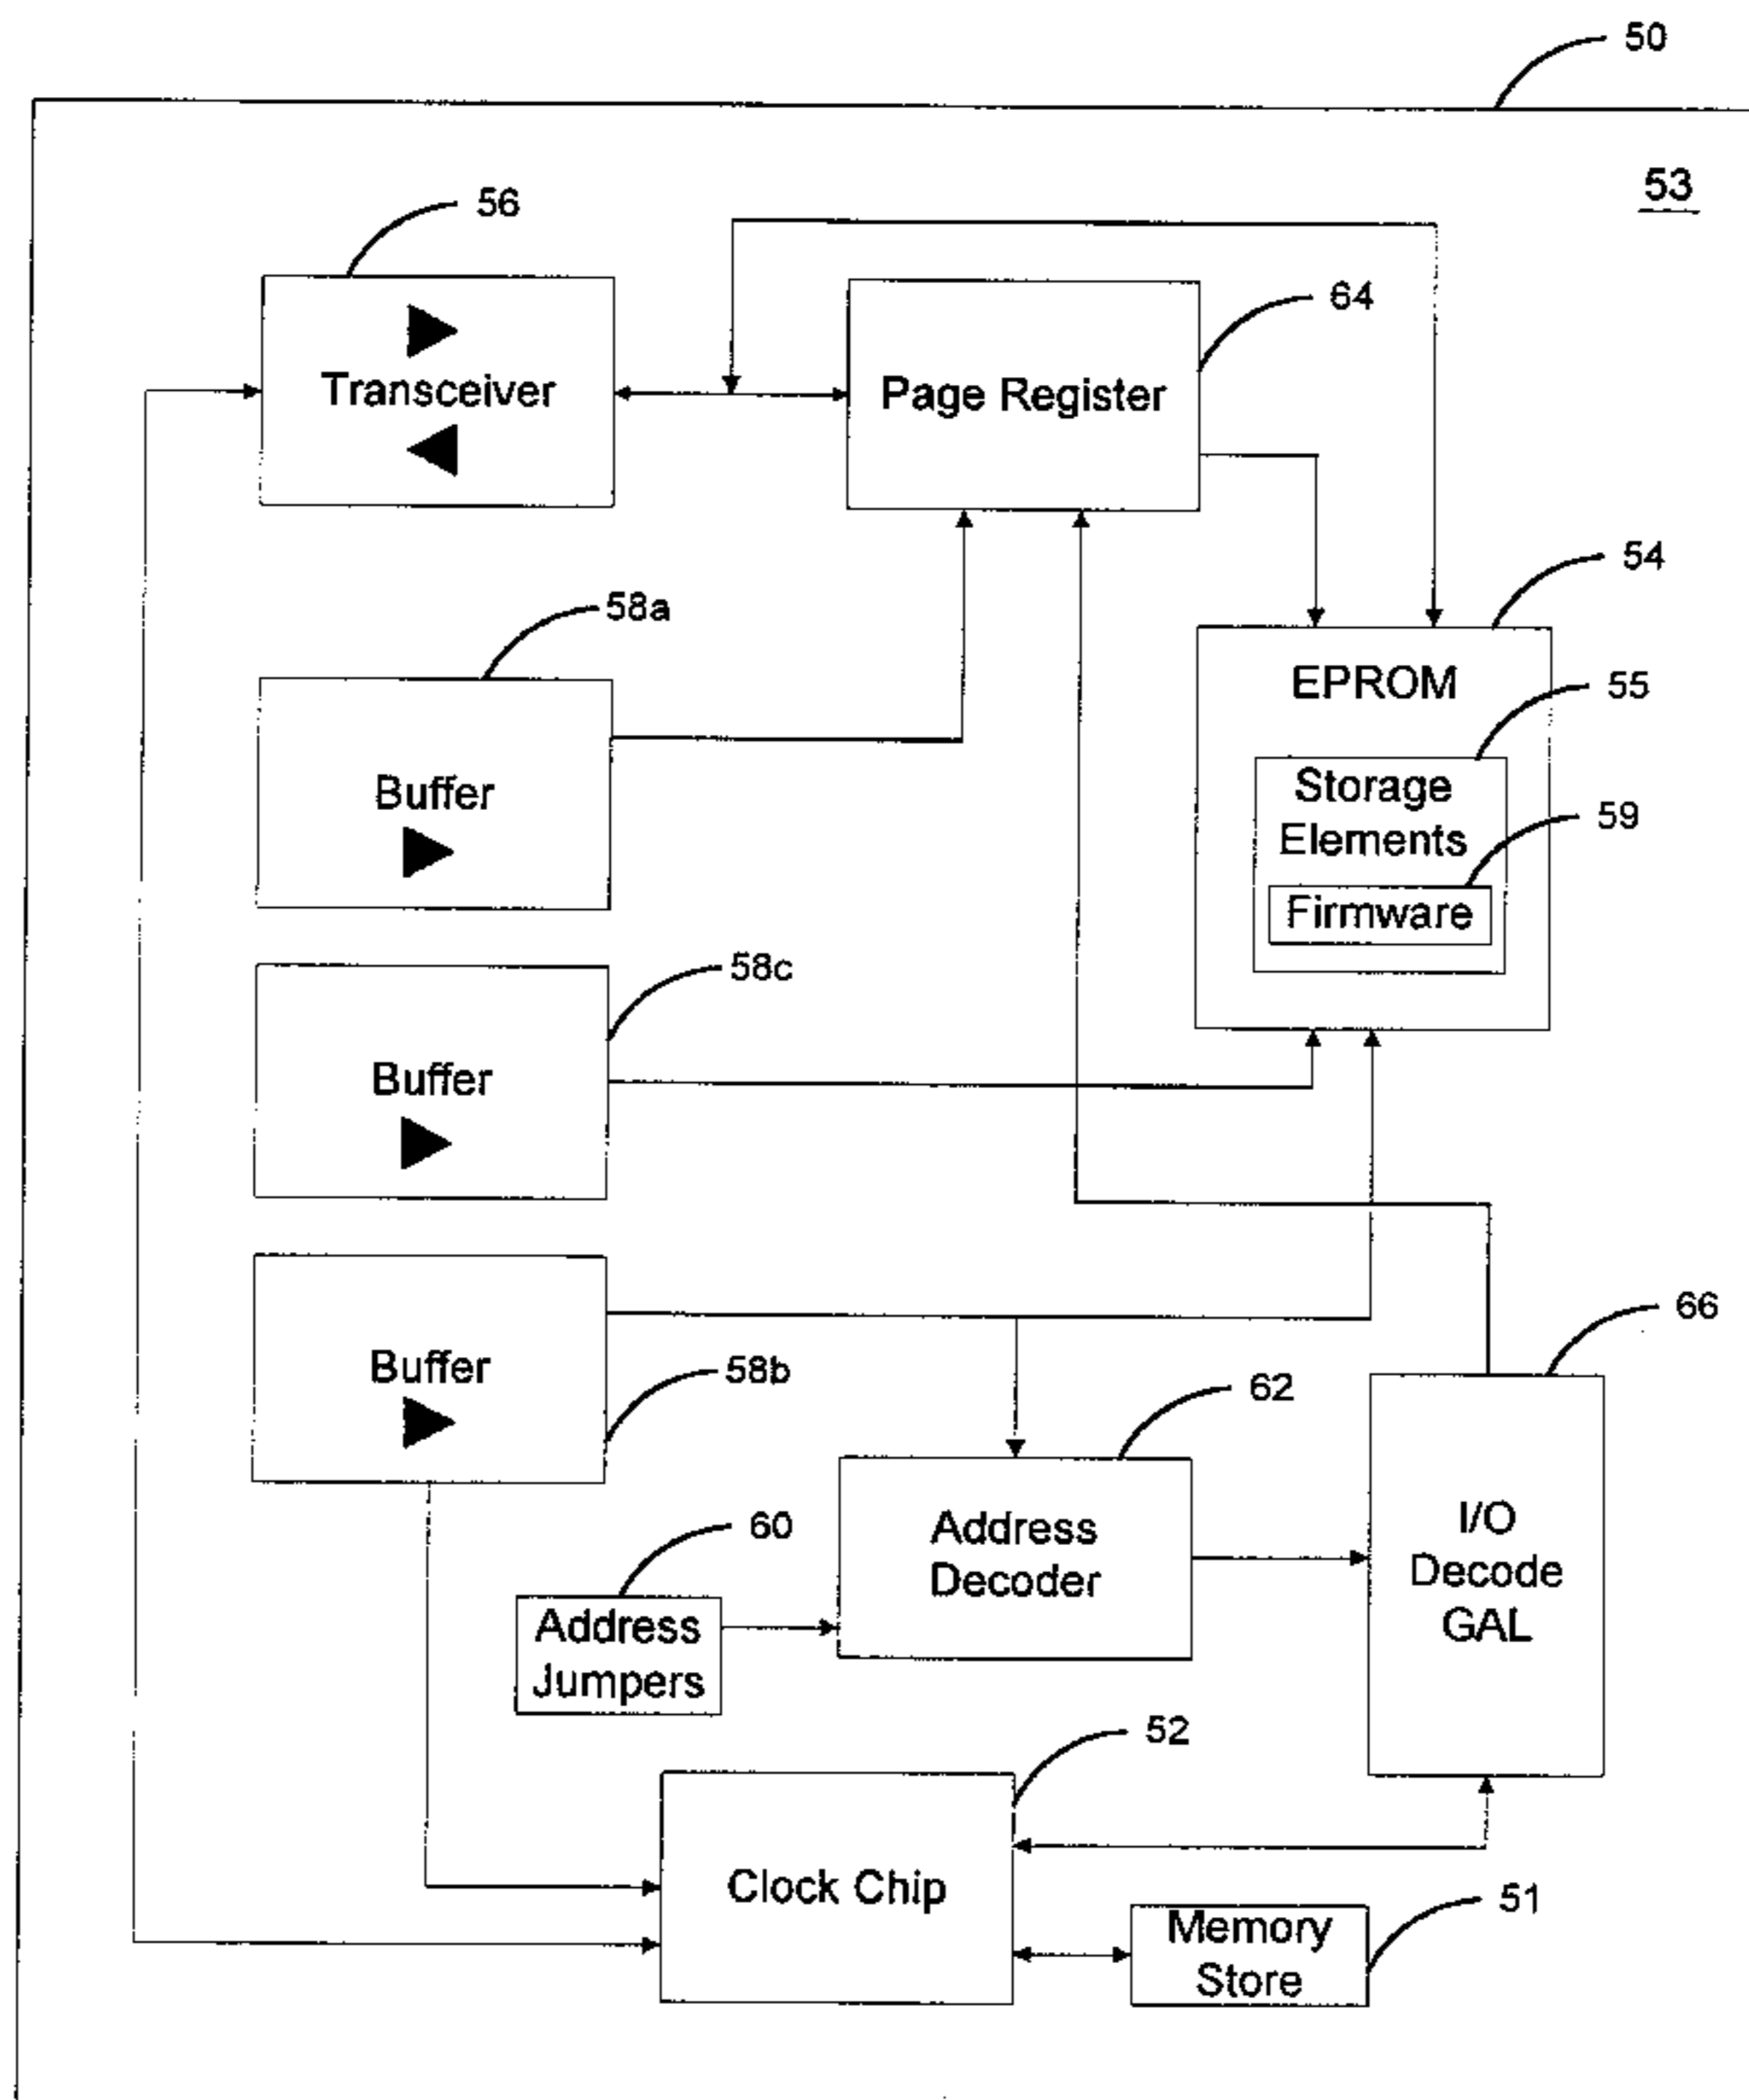 50
53
56
Transceiver
64
Page Register
54
58a
EPROM
55
Buffer
Storage
Elements
59
Firmware
58c
Buffer
66
Buffer
58b
62
60
Address
Decoder
I/O
Decode
GAL
Address
Jumpers
52
Clock Chip
51
Memory
Store